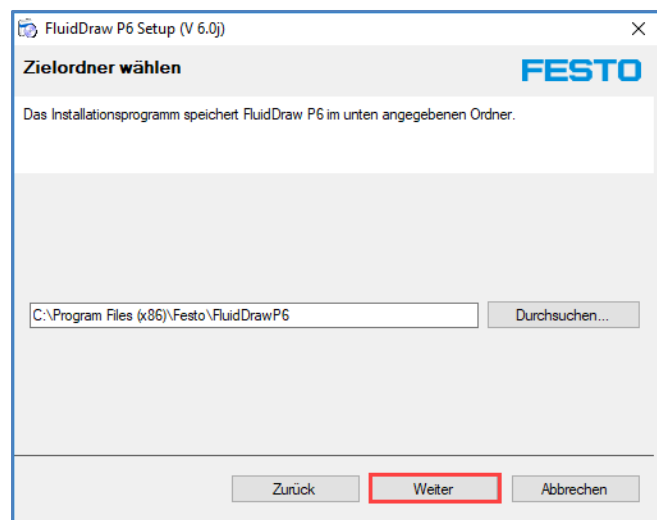 FluidDraw P6 Setup (V 6.0j)
Zielordner wählen
FESTO
Das Installationsprogramm speichert FluidDraw P6 im unten angegebenen Ordner.
C:\Program Files (x86)\Festo\FluidDrawP6
Durchsuchen...
Zurück
Weiter
Abbrechen